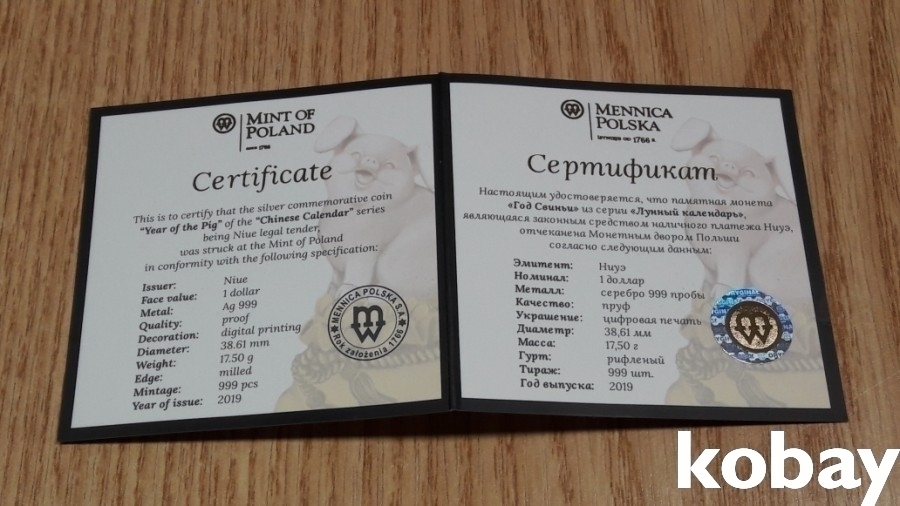 MINT OF
POLAND
SINCE 1766
Certificate
This is to certify that the silver commemorative coin
"Year of the Pig" of the "Chinese Calendar" series
being Niue legal tender,
was struck at the Mint of Poland
in conformity with the following specification:
Issuer: Niue
Face value: 1 dollar
Metal: Ag 999
Quality: proof
Decoration: digital printing
Diameter: 38.61 mm
Weight: 17.50 g
Edge: milled
Mintage: 999 pcs
Year of issue: 2019
MENNICA POLSKA S.A.
Rok założenia 1766
MENNICA
POLSKA
1766
Сертификат
Настоящим удостоверяется, что памятная монета
«Год Свиньи» из серии «Лунный календарь»,
являющаяся законным средством наличного платежа Ниуэ,
отчеканена Монетным двором Польши
согласно следующим данным:
Эмитент: Ниуэ
Номинал: 1 доллар
Металл: серебро 999 пробы
Качество: пруф
Украшение: цифровая печать
Диаметр: 38,61 мм
Масса: 17,50 г
Гурт: рифленый
Тираж: 999 шт.
Год выпуска: 2019
ORYGINAŁ
kobay